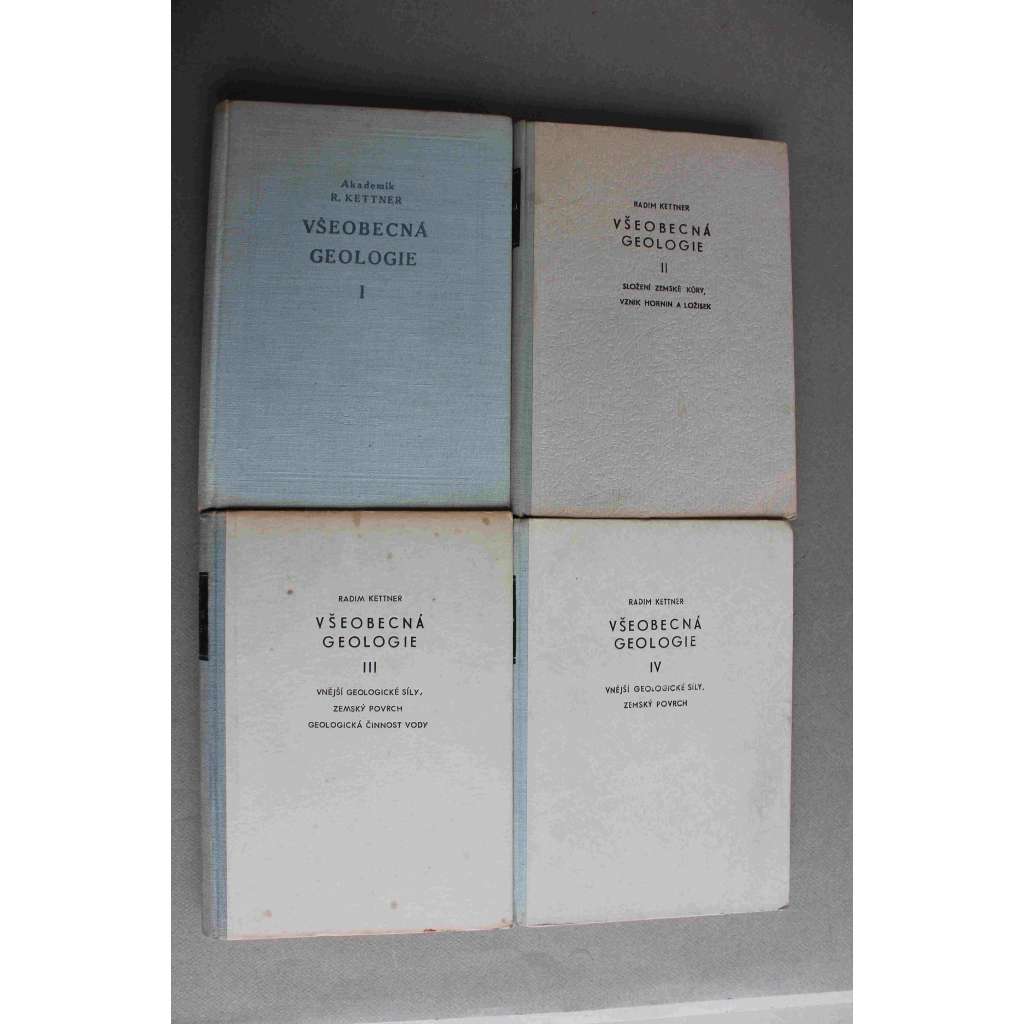 Akademik
R. KETTNER
VŠEOBECNÁ
GEOLOGIE
I
RADIM KETTNER
VŠEOBECNÁ
GEOLOGIE
II
SLOŽENÍ ZEMSKÉ KŮRY,
VZNIK HORNIN A LOŽISEK
RADIM KETTNER
VŠEOBECNÁ
GEOLOGIE
III
VNĚJŠÍ GEOLOGICKÉ SÍLY,
ZEMSKÝ POVRCH
GEOLOGICKÁ ČINNOST VODY
RADIM KETTNER
VŠEOBECNÁ
GEOLOGIE
IV
VNĚJŠÍ GEOLOGICKÉ SÍLY,
ZEMSKÝ POVRCH